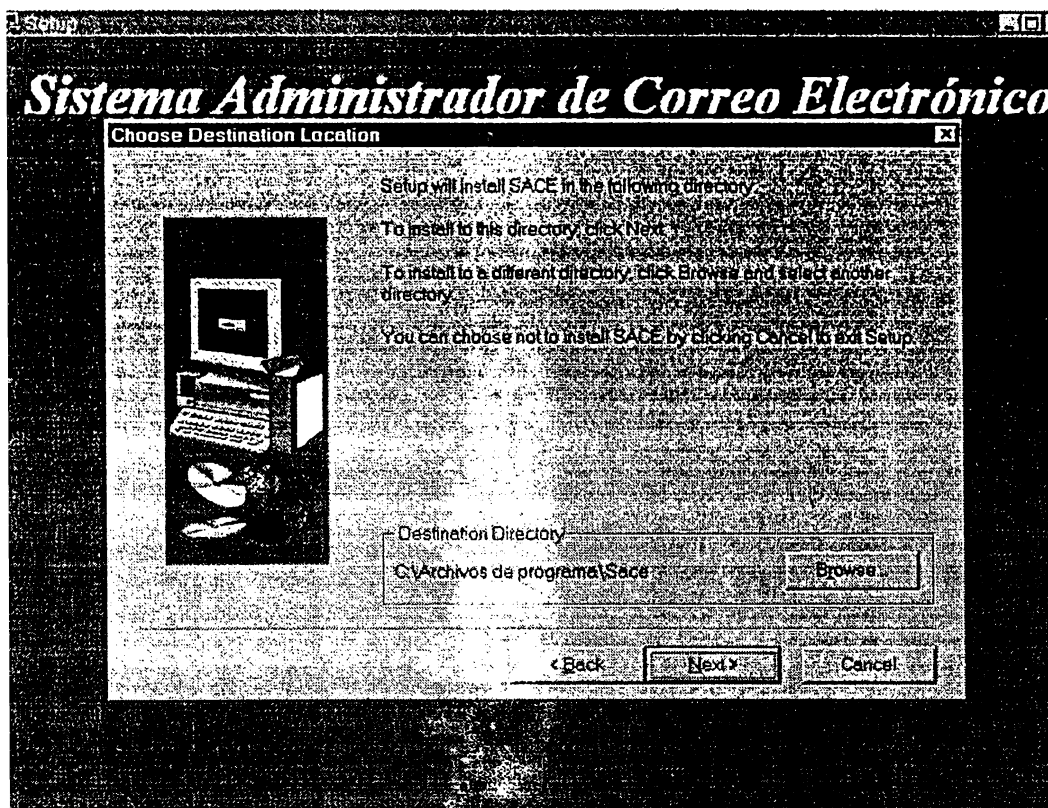 Setup
Sistema Administrador de Correo Electrónico
Choose Destination Location
Setup will install SACE in the following directory.
To install to this directory, click Next.
To install to a different directory, click Browse and select another
directory.
You can choose not to install SACE by clicking Cancel to exit Setup.
Destination Directory
C:\Archivos de programa\Sace
Browse...
< Back
Next >
Cancel